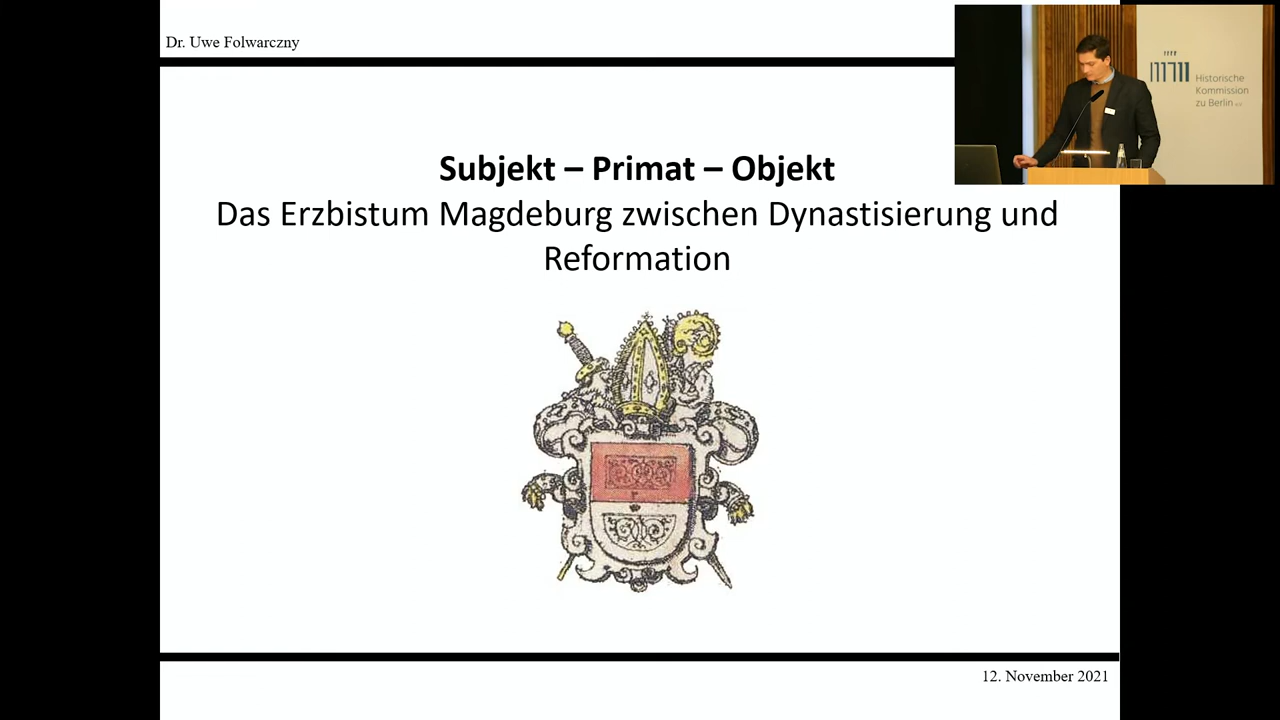 Dr. Uwe Folwarczny
Historische
Kommission
zu Berlin e.V.
Subjekt – Primat – Objekt
Das Erzbistum Magdeburg zwischen Dynastisierung und
Reformation
12. November 2021